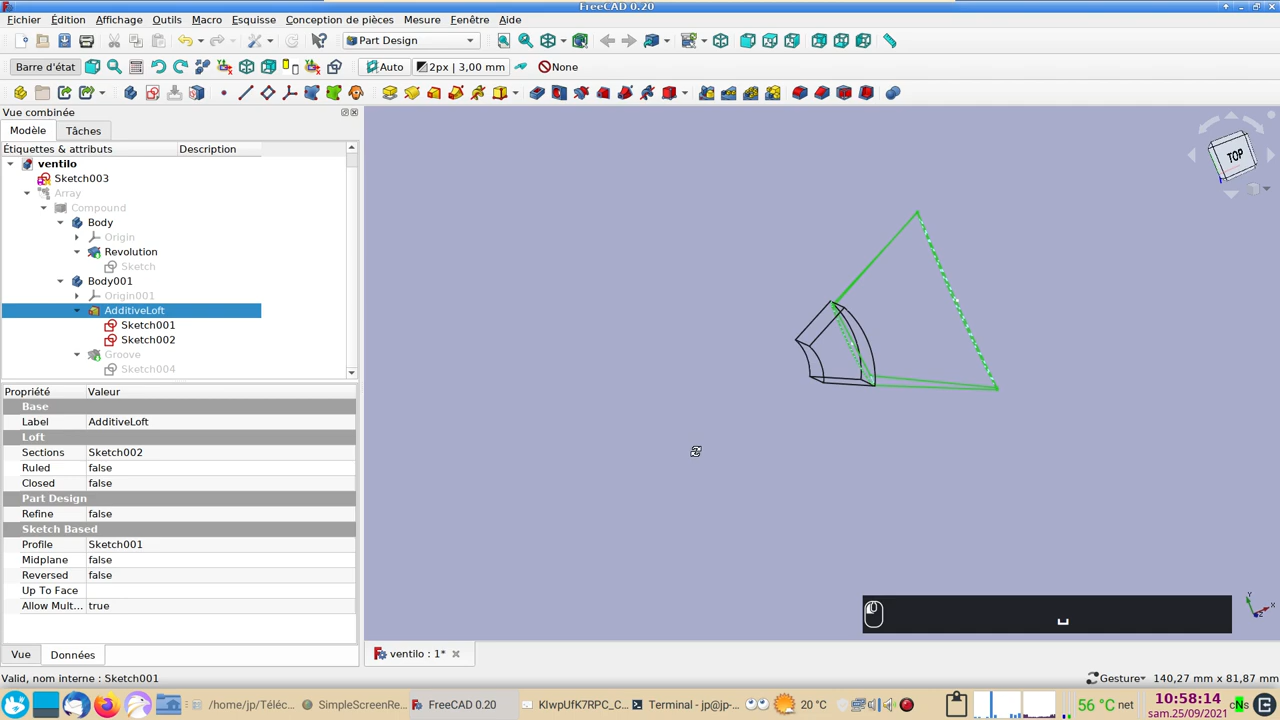 FreeCAD 0.20
Fichier Édition Affichage Outils Macro Esquisse Conception de pièces Mesure Fenêtre Aide
Part Design
Barre d'état Auto 2px | 3,00 mm None
Vue combinée
Modèle Tâches
Étiquettes & attributs Description
ventilo
Sketch003
Array
Compound
Body
Origin
Revolution
Sketch
Body001
Origin001
AdditiveLoft
Sketch001
Sketch002
Groove
Sketch004
TOP
Propriété Valeur
Base
Label AdditiveLoft
Loft
Sections Sketch002
Ruled false
Closed false
Part Design
Refine false
Sketch Based
Profile Sketch001
Midplane false
Reversed false
Up To Face
Allow Mult... true
Y X Z
Vue Données
ventilo : 1*
Valid, nom interne : Sketch001 Gesture 140,27 mm x 81,87 mm
/home/jp/Téléc... SimpleScreenRe... FreeCAD 0.20 KIwpUfK7RPC_C... Terminal - jp@jp-... 20 °C 56 °C net 10:58:14 cNs
sam.25/09/2021